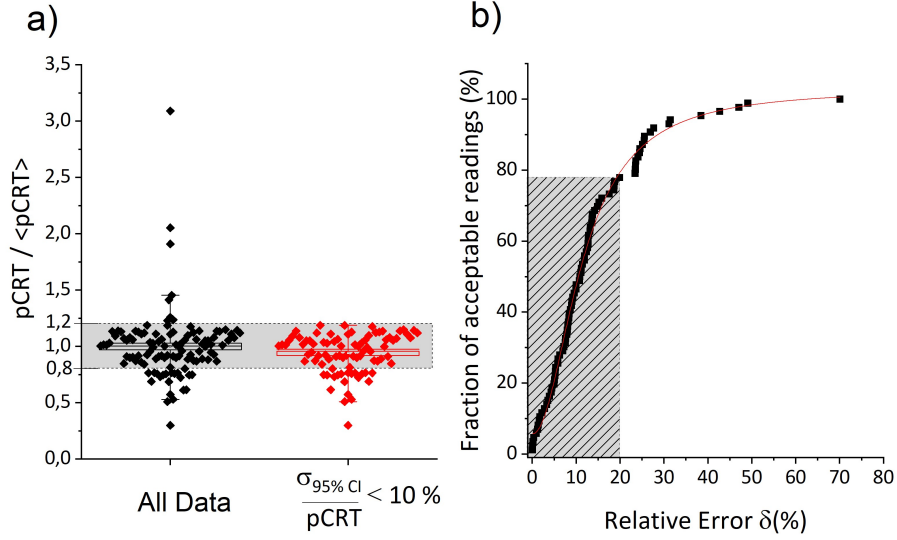 a)
pCRT / <pCRT>
3,5
3,0
2,5
2,0
1,5
1,2
1,0
0,8
0,5
0,0
All Data
σ95% CI
pCRT
< 10 %
b)
Fraction of acceptable readings (%)
100
80
60
40
20
0
0 10 20 30 40 50 60 70 80
Relative Error δ(%)